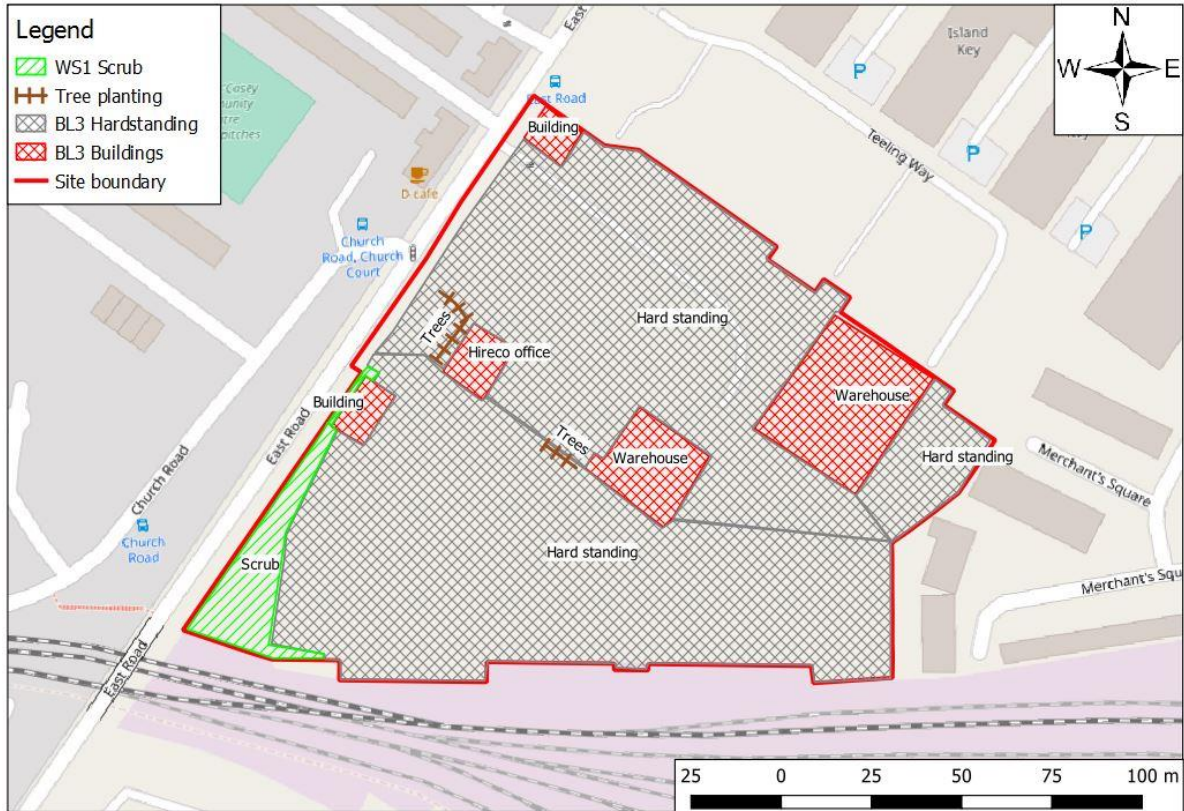 Legend
WS1 Scrub
Tree planting
BL3 Hardstanding
BL3 Buildings
Site boundary
N
W
E
S
East
Island
Key
P
East Road
Building
Casey
D cafe
Teeling Way
P
P
Church
Road, Church
Court
Hard standing
Trees
Hireco office
Building
Warehouse
East Road
Church Road
Trees
Warehouse
Hard standing
Merchant's Square
Church
Road
Hard standing
Scrub
Merchant's Squ
East Road
25
0
25
50
75
100 m